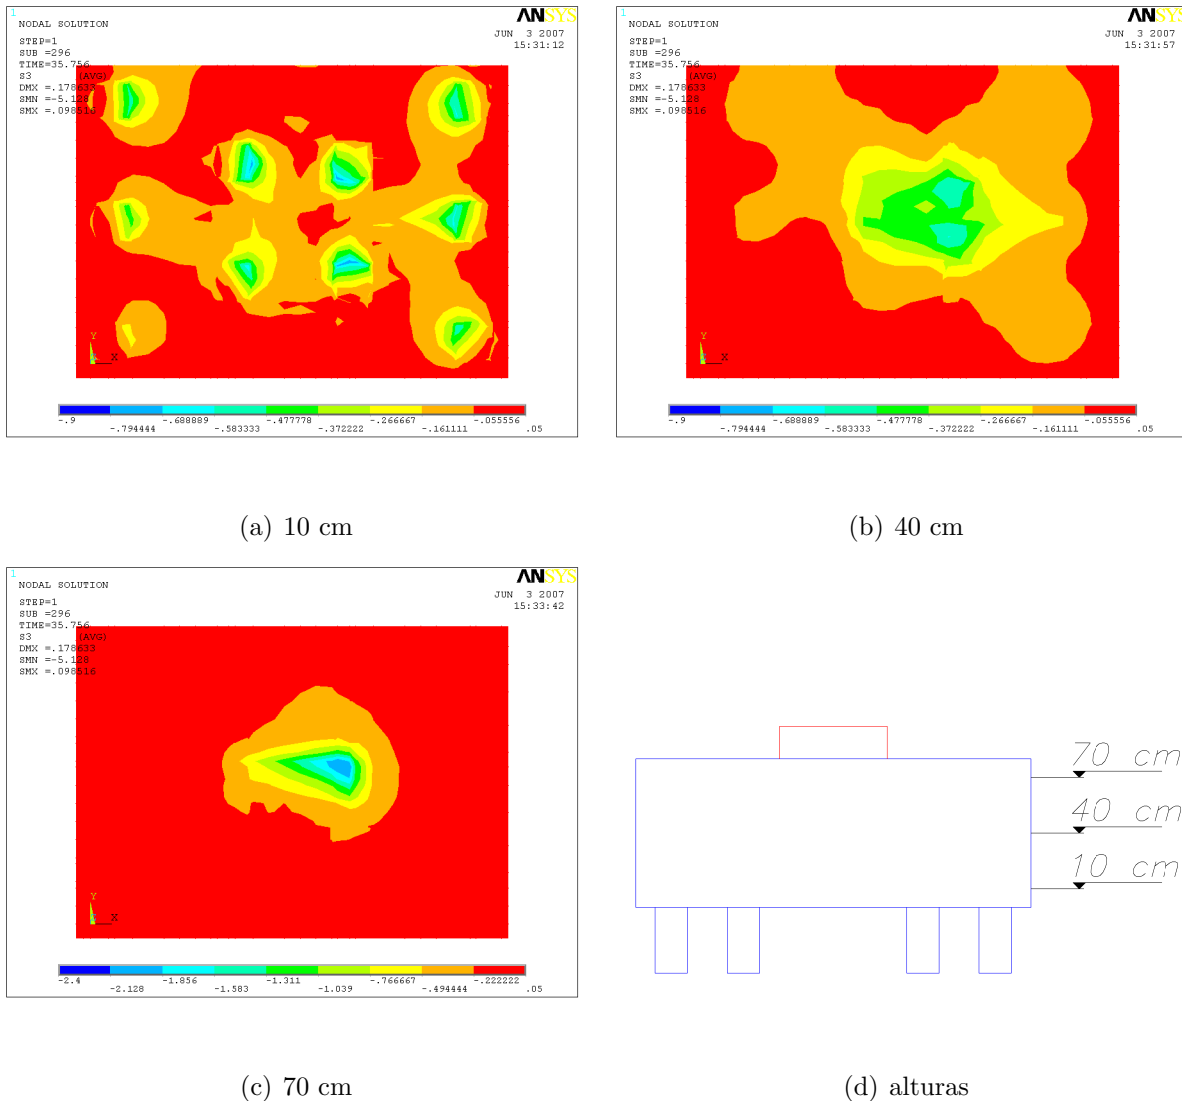 1
NODAL SOLUTION
STEP=1
SUB =296
TIME=35.756
S3 (AVG)
DMX =.178633
SMN =-5.128
SMX =.098516
ANSYS
JUN 3 2007
15:31:12
Y
X
-.9 -.688889 -.477778 -.266667 -.055556
-.794444 -.583333 -.372222 -.161111 .05
(a) 10 cm
1
NODAL SOLUTION
STEP=1
SUB =296
TIME=35.756
S3 (AVG)
DMX =.178633
SMN =-5.128
SMX =.098516
ANSYS
JUN 3 2007
15:31:57
Y
X
-.9 -.688889 -.477778 -.266667 -.055556
-.794444 -.583333 -.372222 -.161111 .05
(b) 40 cm
1
NODAL SOLUTION
STEP=1
SUB =296
TIME=35.756
S3 (AVG)
DMX =.178633
SMN =-5.128
SMX =.098516
ANSYS
JUN 3 2007
15:33:42
Y
X
-2.4 -1.856 -1.311 -.766667 -.222222
-2.128 -1.583 -1.039 -.494444 .05
(c) 70 cm
70 cm
40 cm
10 cm
(d) alturas